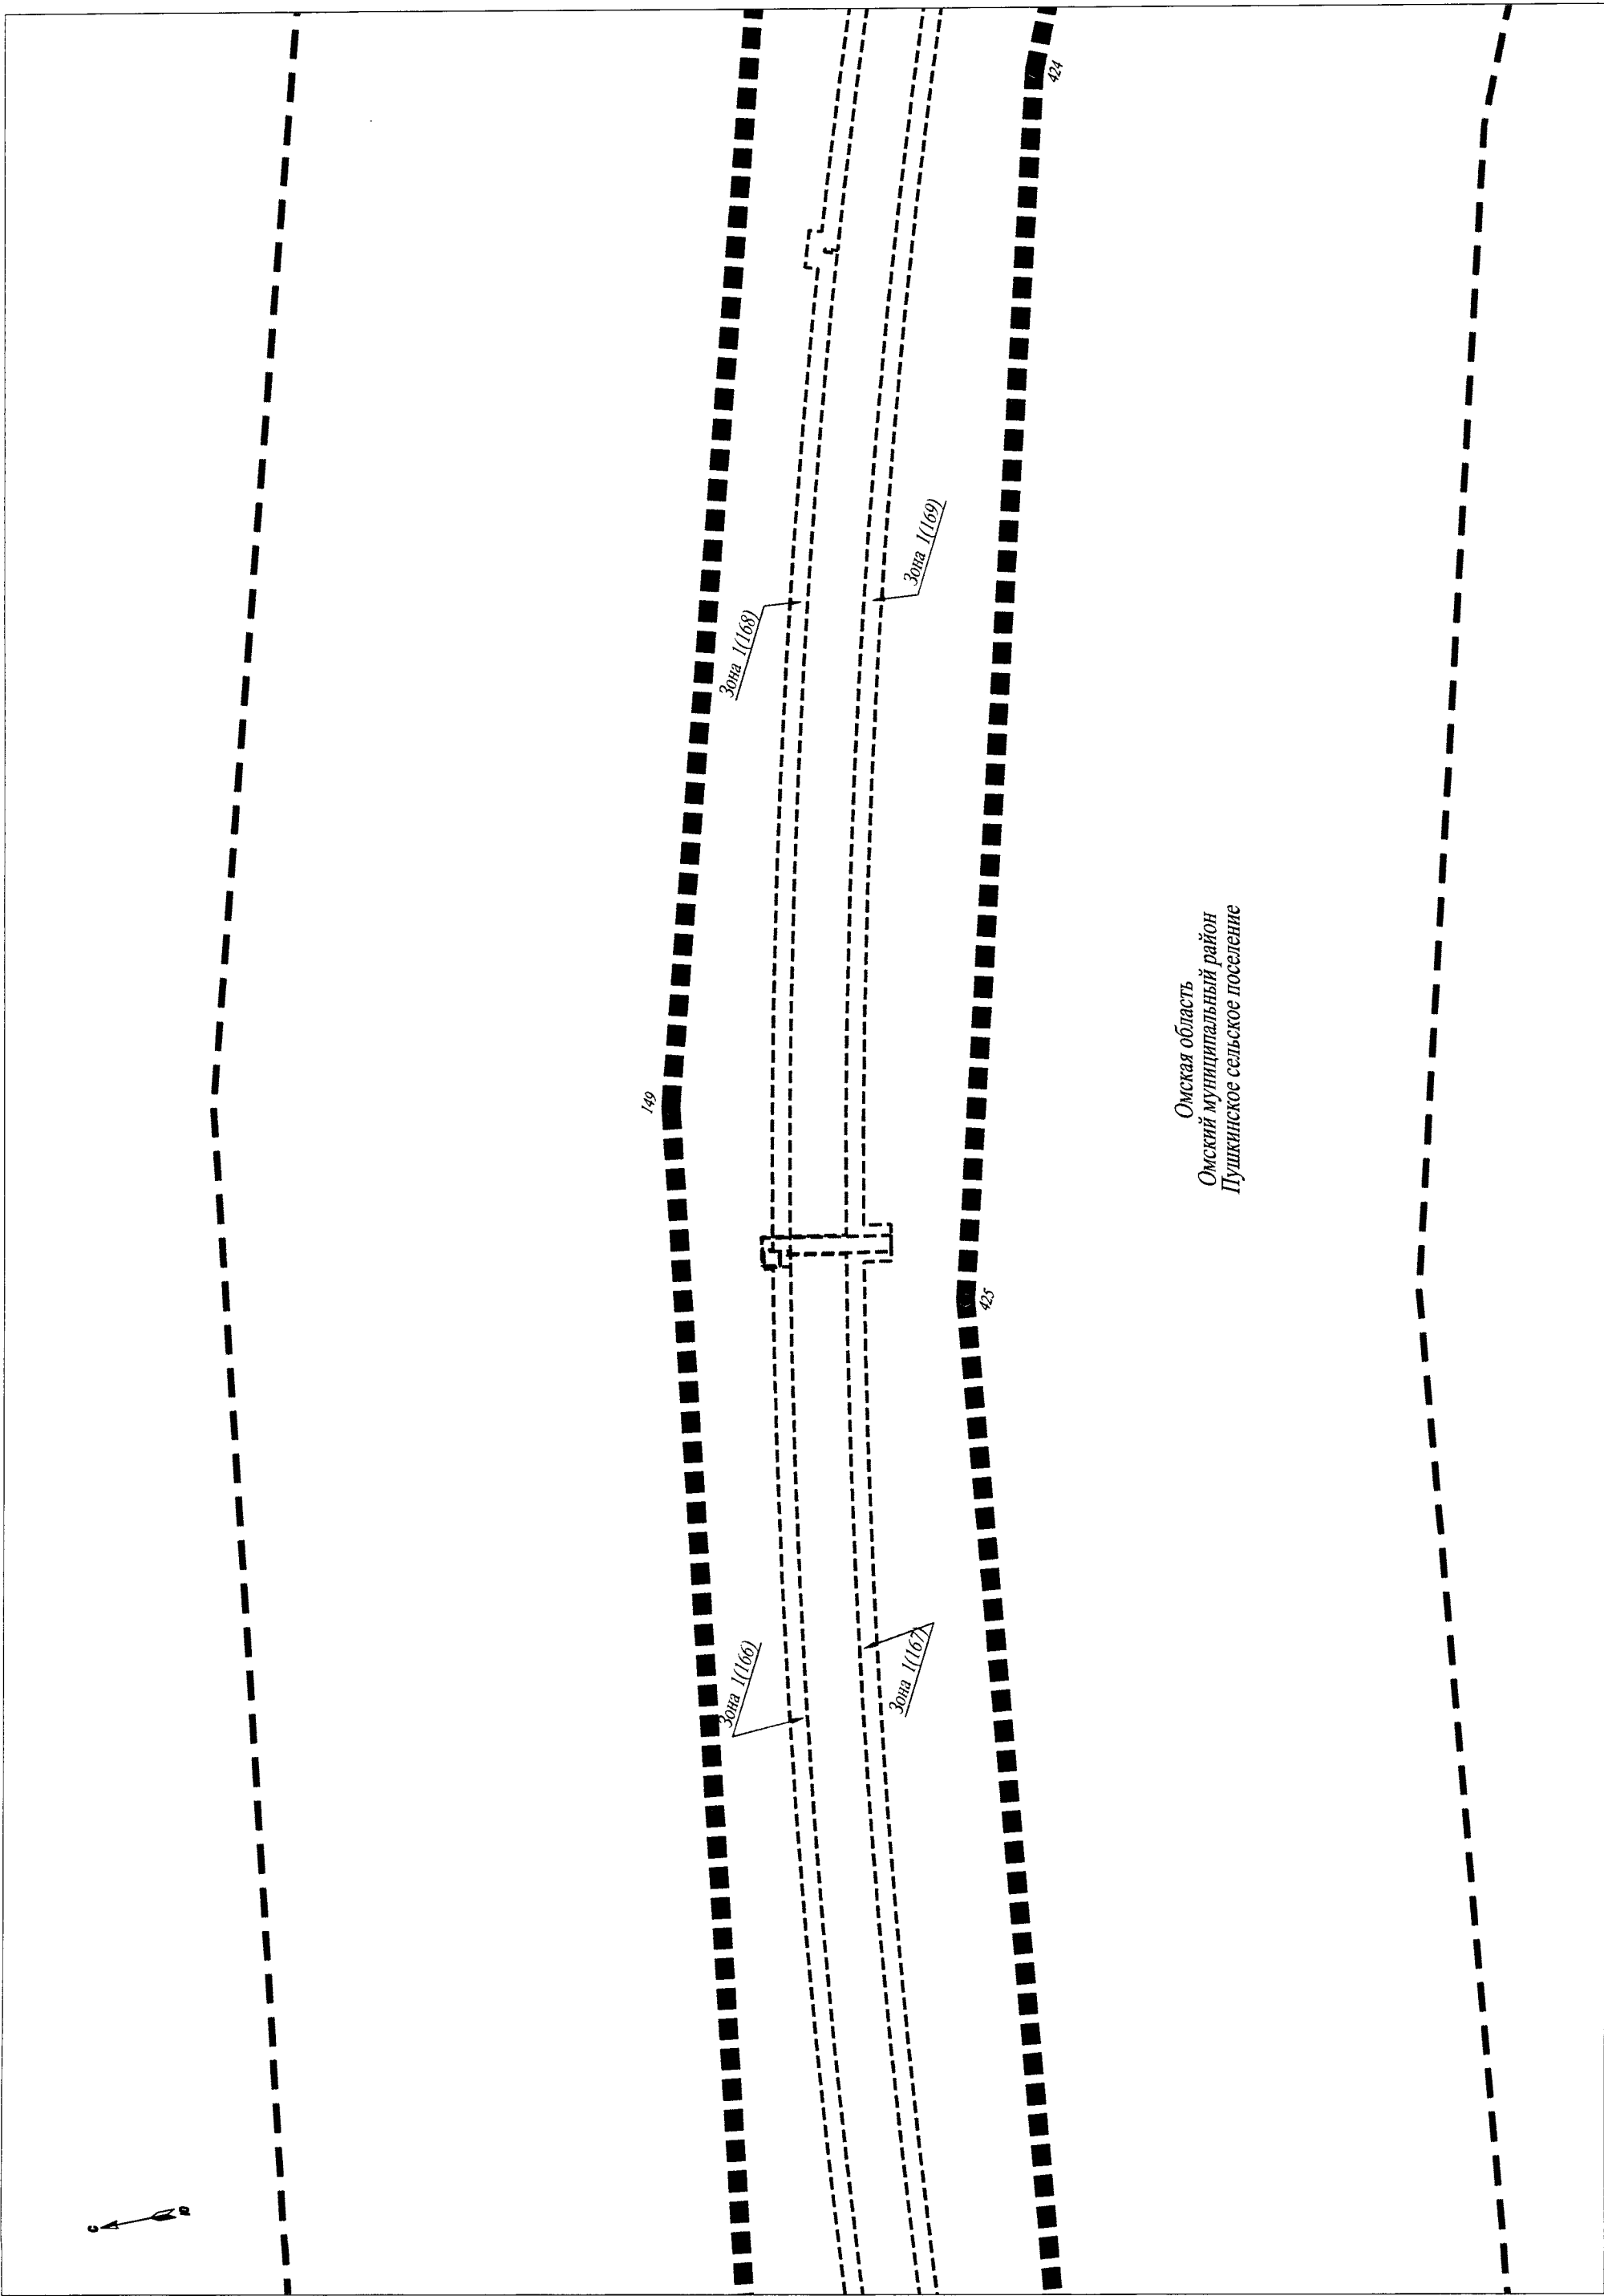 424
Зона 1(169)
Зона 1(168)
149
425
Омская область
Омский муниципальный район
Пушкинское сельское поселение
Зона 1(166)
Зона 1(167)
С
Ю